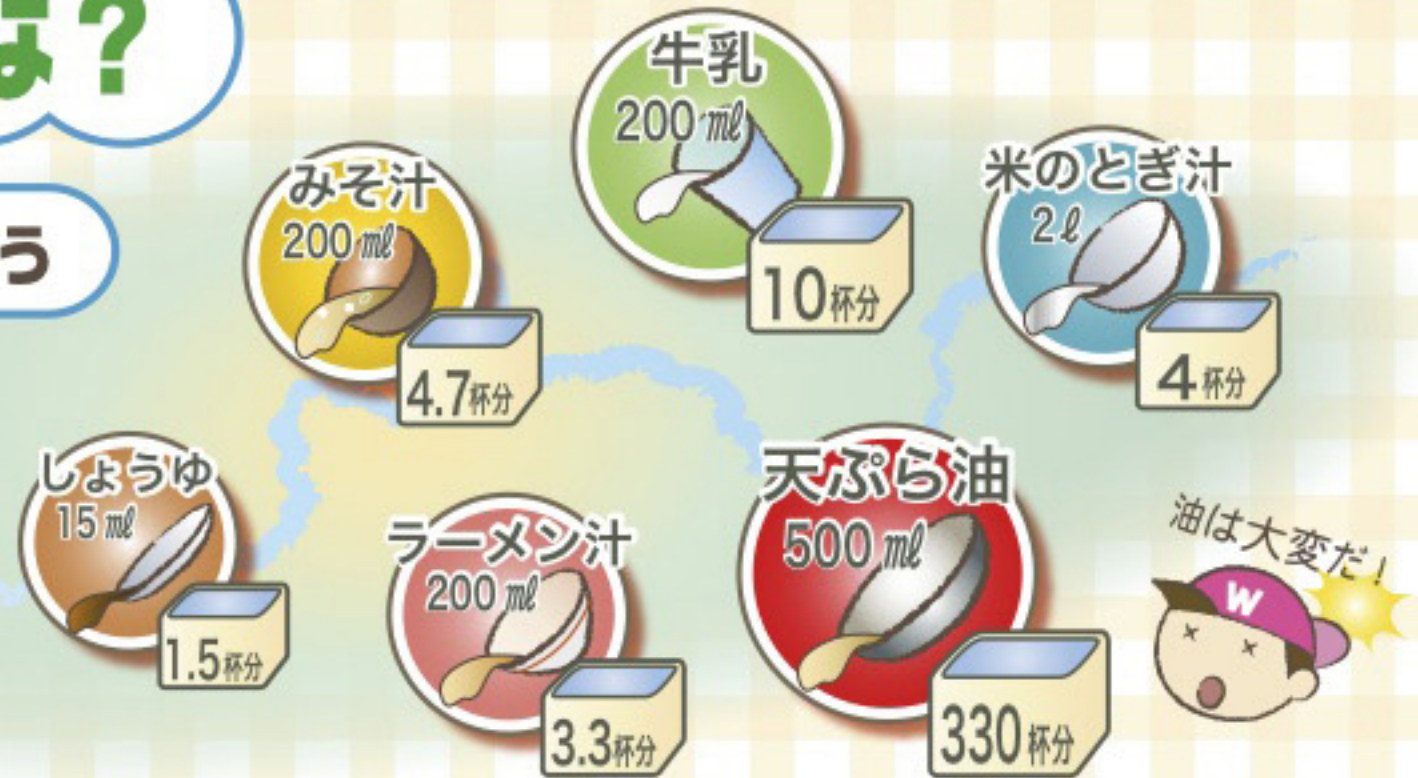 な?
う
みそ汁
200㎖
4.7杯分
牛乳
200㎖
10杯分
米のとぎ汁
2ℓ
4杯分
しょうゆ
15㎖
1.5杯分
ラーメン汁
200㎖
3.3杯分
天ぷら油
500㎖
330杯分
油は大変だ!
W